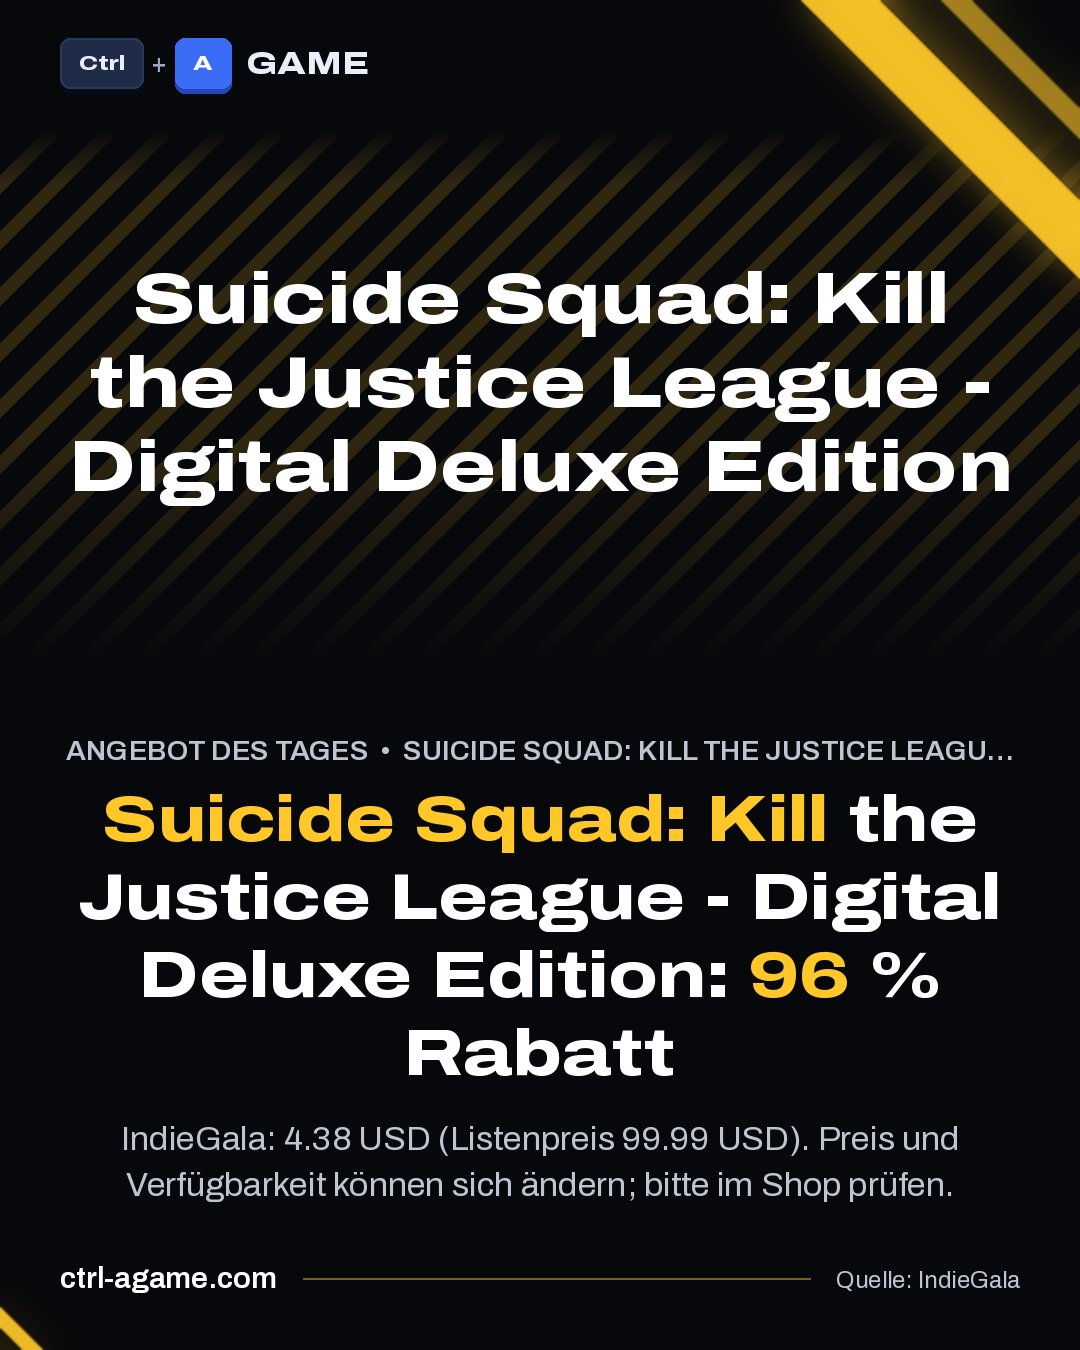 Ctrl + A GAME
Suicide Squad: Kill
the Justice League -
Digital Deluxe Edition
ANGEBOT DES TAGES • SUICIDE SQUAD: KILL THE JUSTICE LEAGU...
Suicide Squad: Kill the
Justice League - Digital
Deluxe Edition: 96 %
Rabatt
IndieGala: 4.38 USD (Listenpreis 99.99 USD). Preis und
Verfügbarkeit können sich ändern; bitte im Shop prüfen.
ctrl-agame.com
Quelle: IndieGala